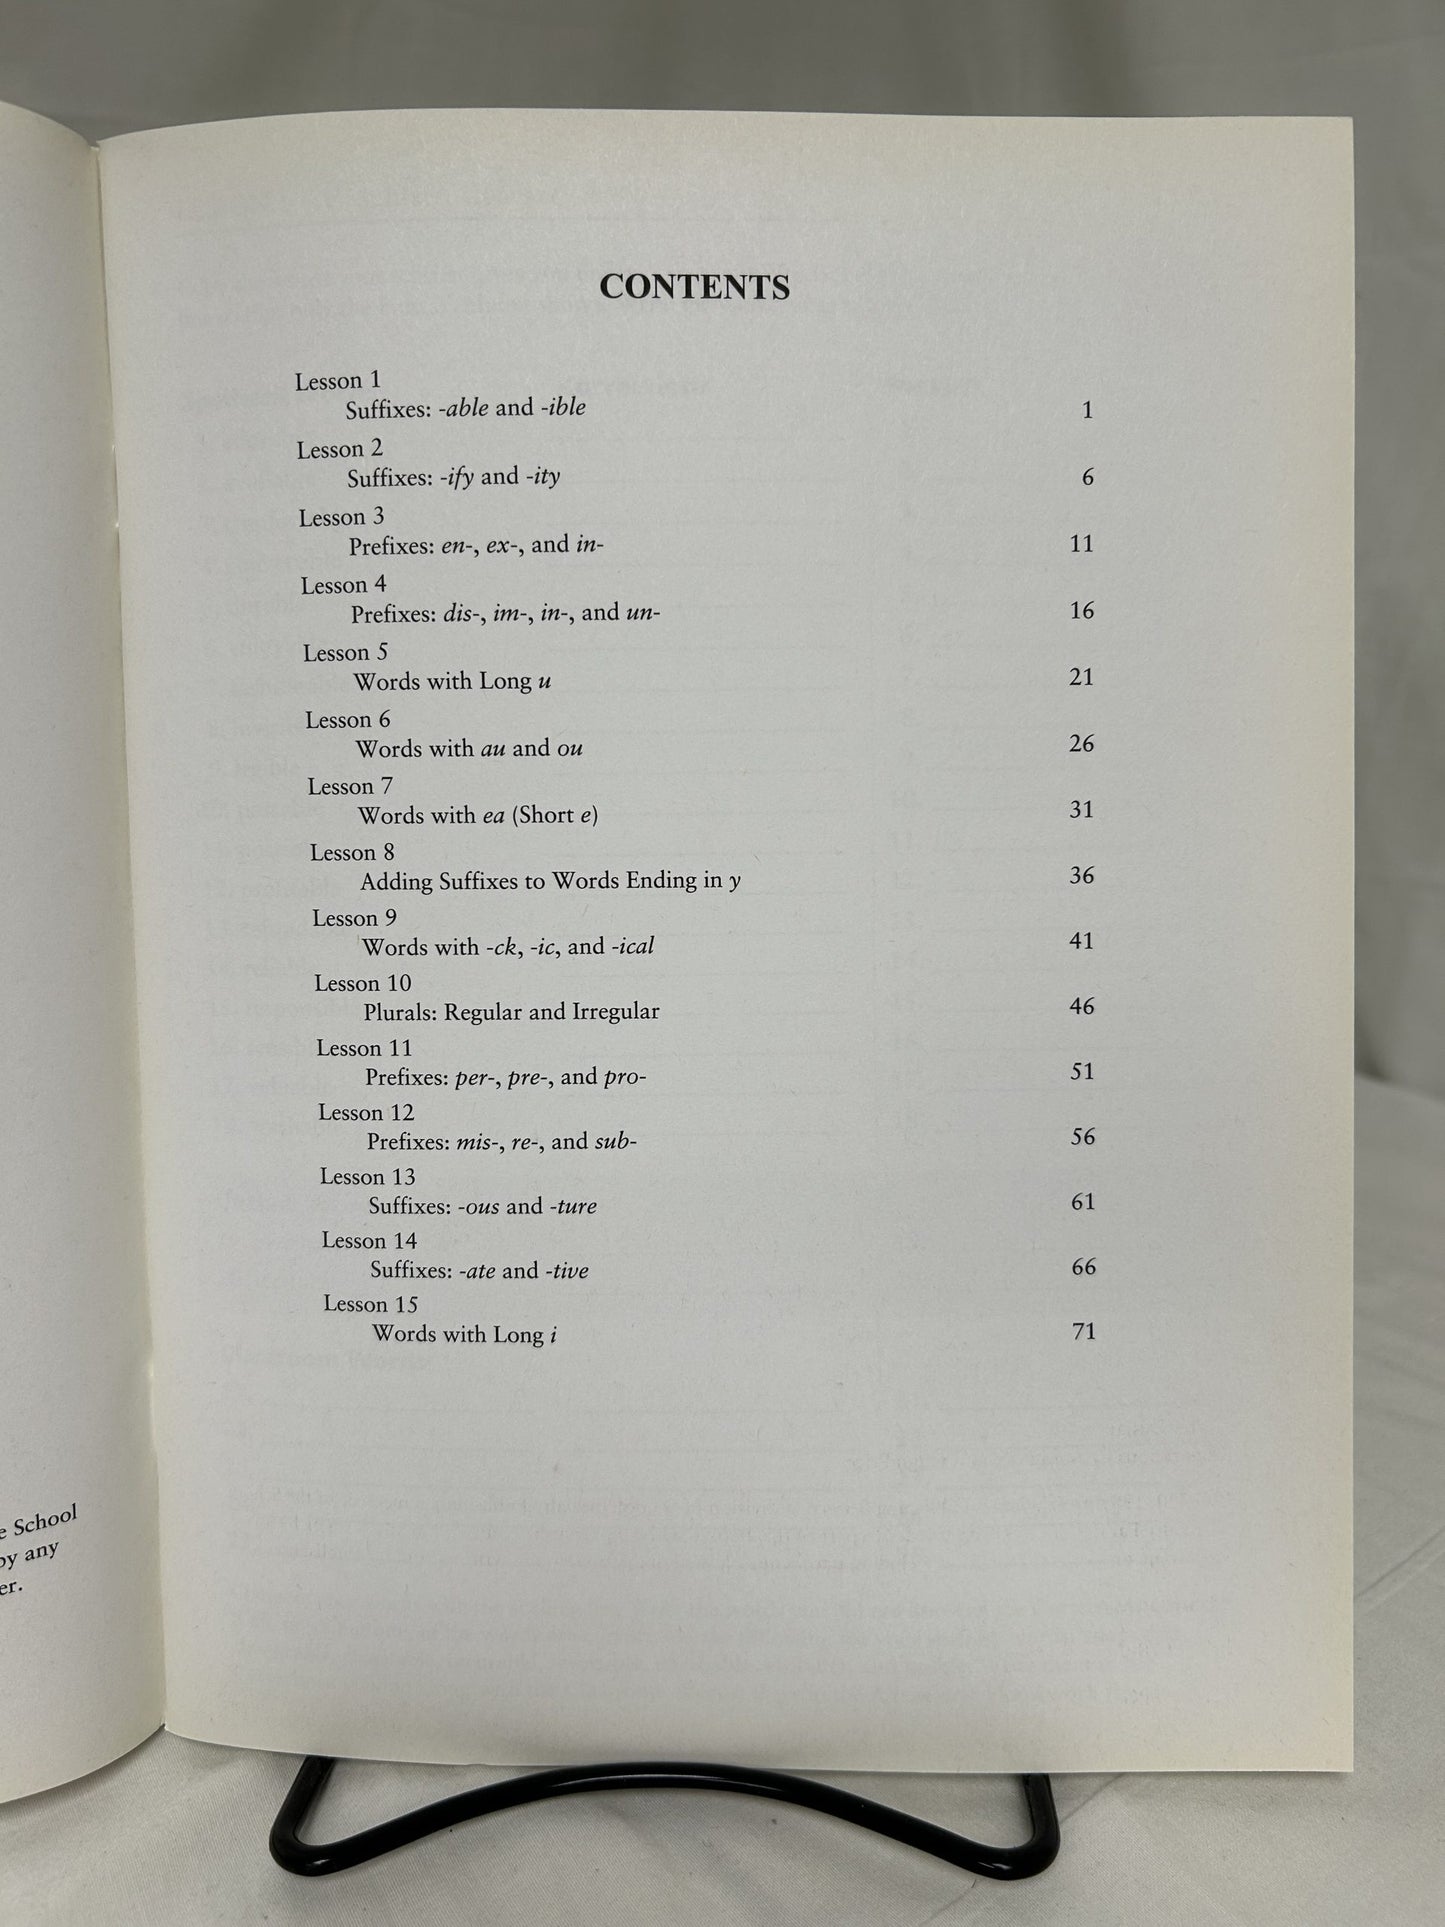 e School
by any
er.
CONTENTS
Lesson 1
Suffixes: -able and -ible 1
Lesson 2
Suffixes: -ify and -ity 6
Lesson 3
Prefixes: en-, ex-, and in- 11
Lesson 4
Prefixes: dis-, im-, in-, and un- 16
Lesson 5
Words with Long u 21
Lesson 6
Words with au and ou 26
Lesson 7
Words with ea (Short e) 31
Lesson 8
Adding Suffixes to Words Ending in y 36
Lesson 9
Words with -ck, -ic, and -ical 41
Lesson 10
Plurals: Regular and Irregular 46
Lesson 11
Prefixes: per-, pre-, and pro- 51
Lesson 12
Prefixes: mis-, re-, and sub- 56
Lesson 13
Suffixes: -ous and -ture 61
Lesson 14
Suffixes: -ate and -tive 66
Lesson 15
Words with Long i 71